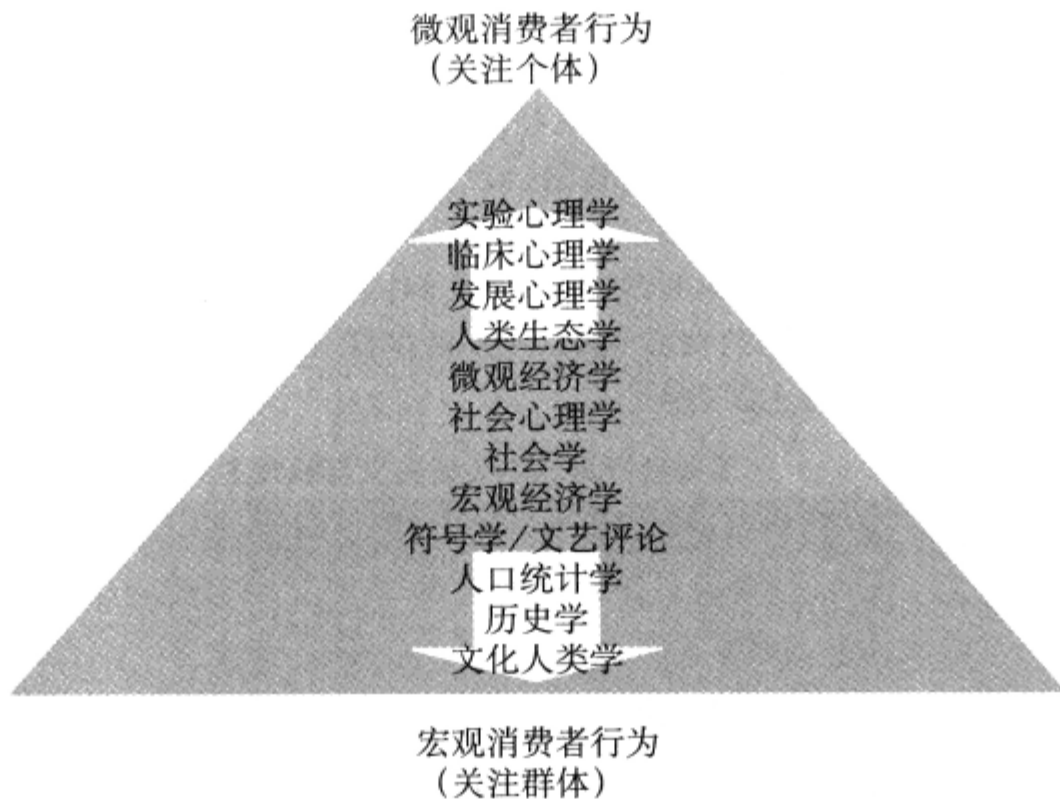 微观消费者行为
（关注个体）
实验心理学
临床心理学
发展心理学
人类生态学
微观经济学
社会心理学
社会学
宏观经济学
符号学/文艺评论
人口统计学
历史学
文化人类学
宏观消费者行为
（关注群体）